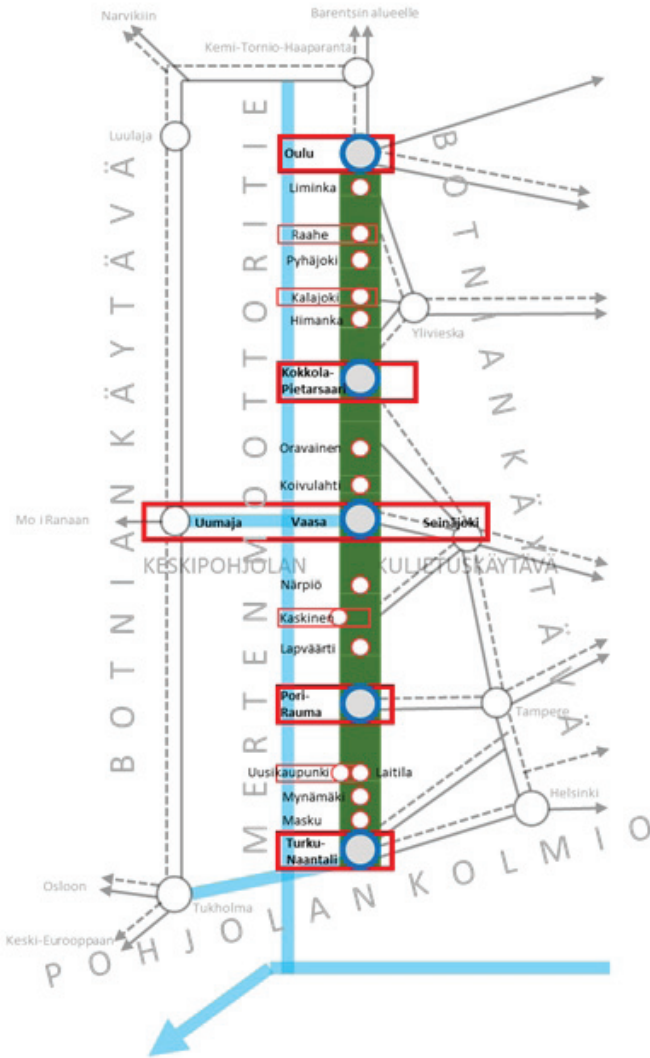 Narvikiin
Barentsin alueelle
Kemi-Tornio-Haaparanta
Luulaja
Oulu
Liminka
Raahe
Pyhäjoki
Kalajoki
Himanka
Ylivieska
Kokkola-
Pietarsaari
Oravainen
Koivulahti
Mo i Ranaan
Uumaja
Vaasa
Seinäjoki
KESKIPOHJOLAN KULJETUSKÄYTÄVÄ
Närpiö
Kaskinen
Lapväärti
Pori-
Rauma
Tampere
Uusikaupunki
Laitila
Mynämäki
Masku
Helsinki
Turku-
Naantali
Osloon
Tukholma
Keski-Eurooppaan
BOTNIAN KÄYTÄVÄ
MERTEN MOOTTORITIE
BOTNIAN KÄYTÄVÄ
POHJOLAN KOLMIO